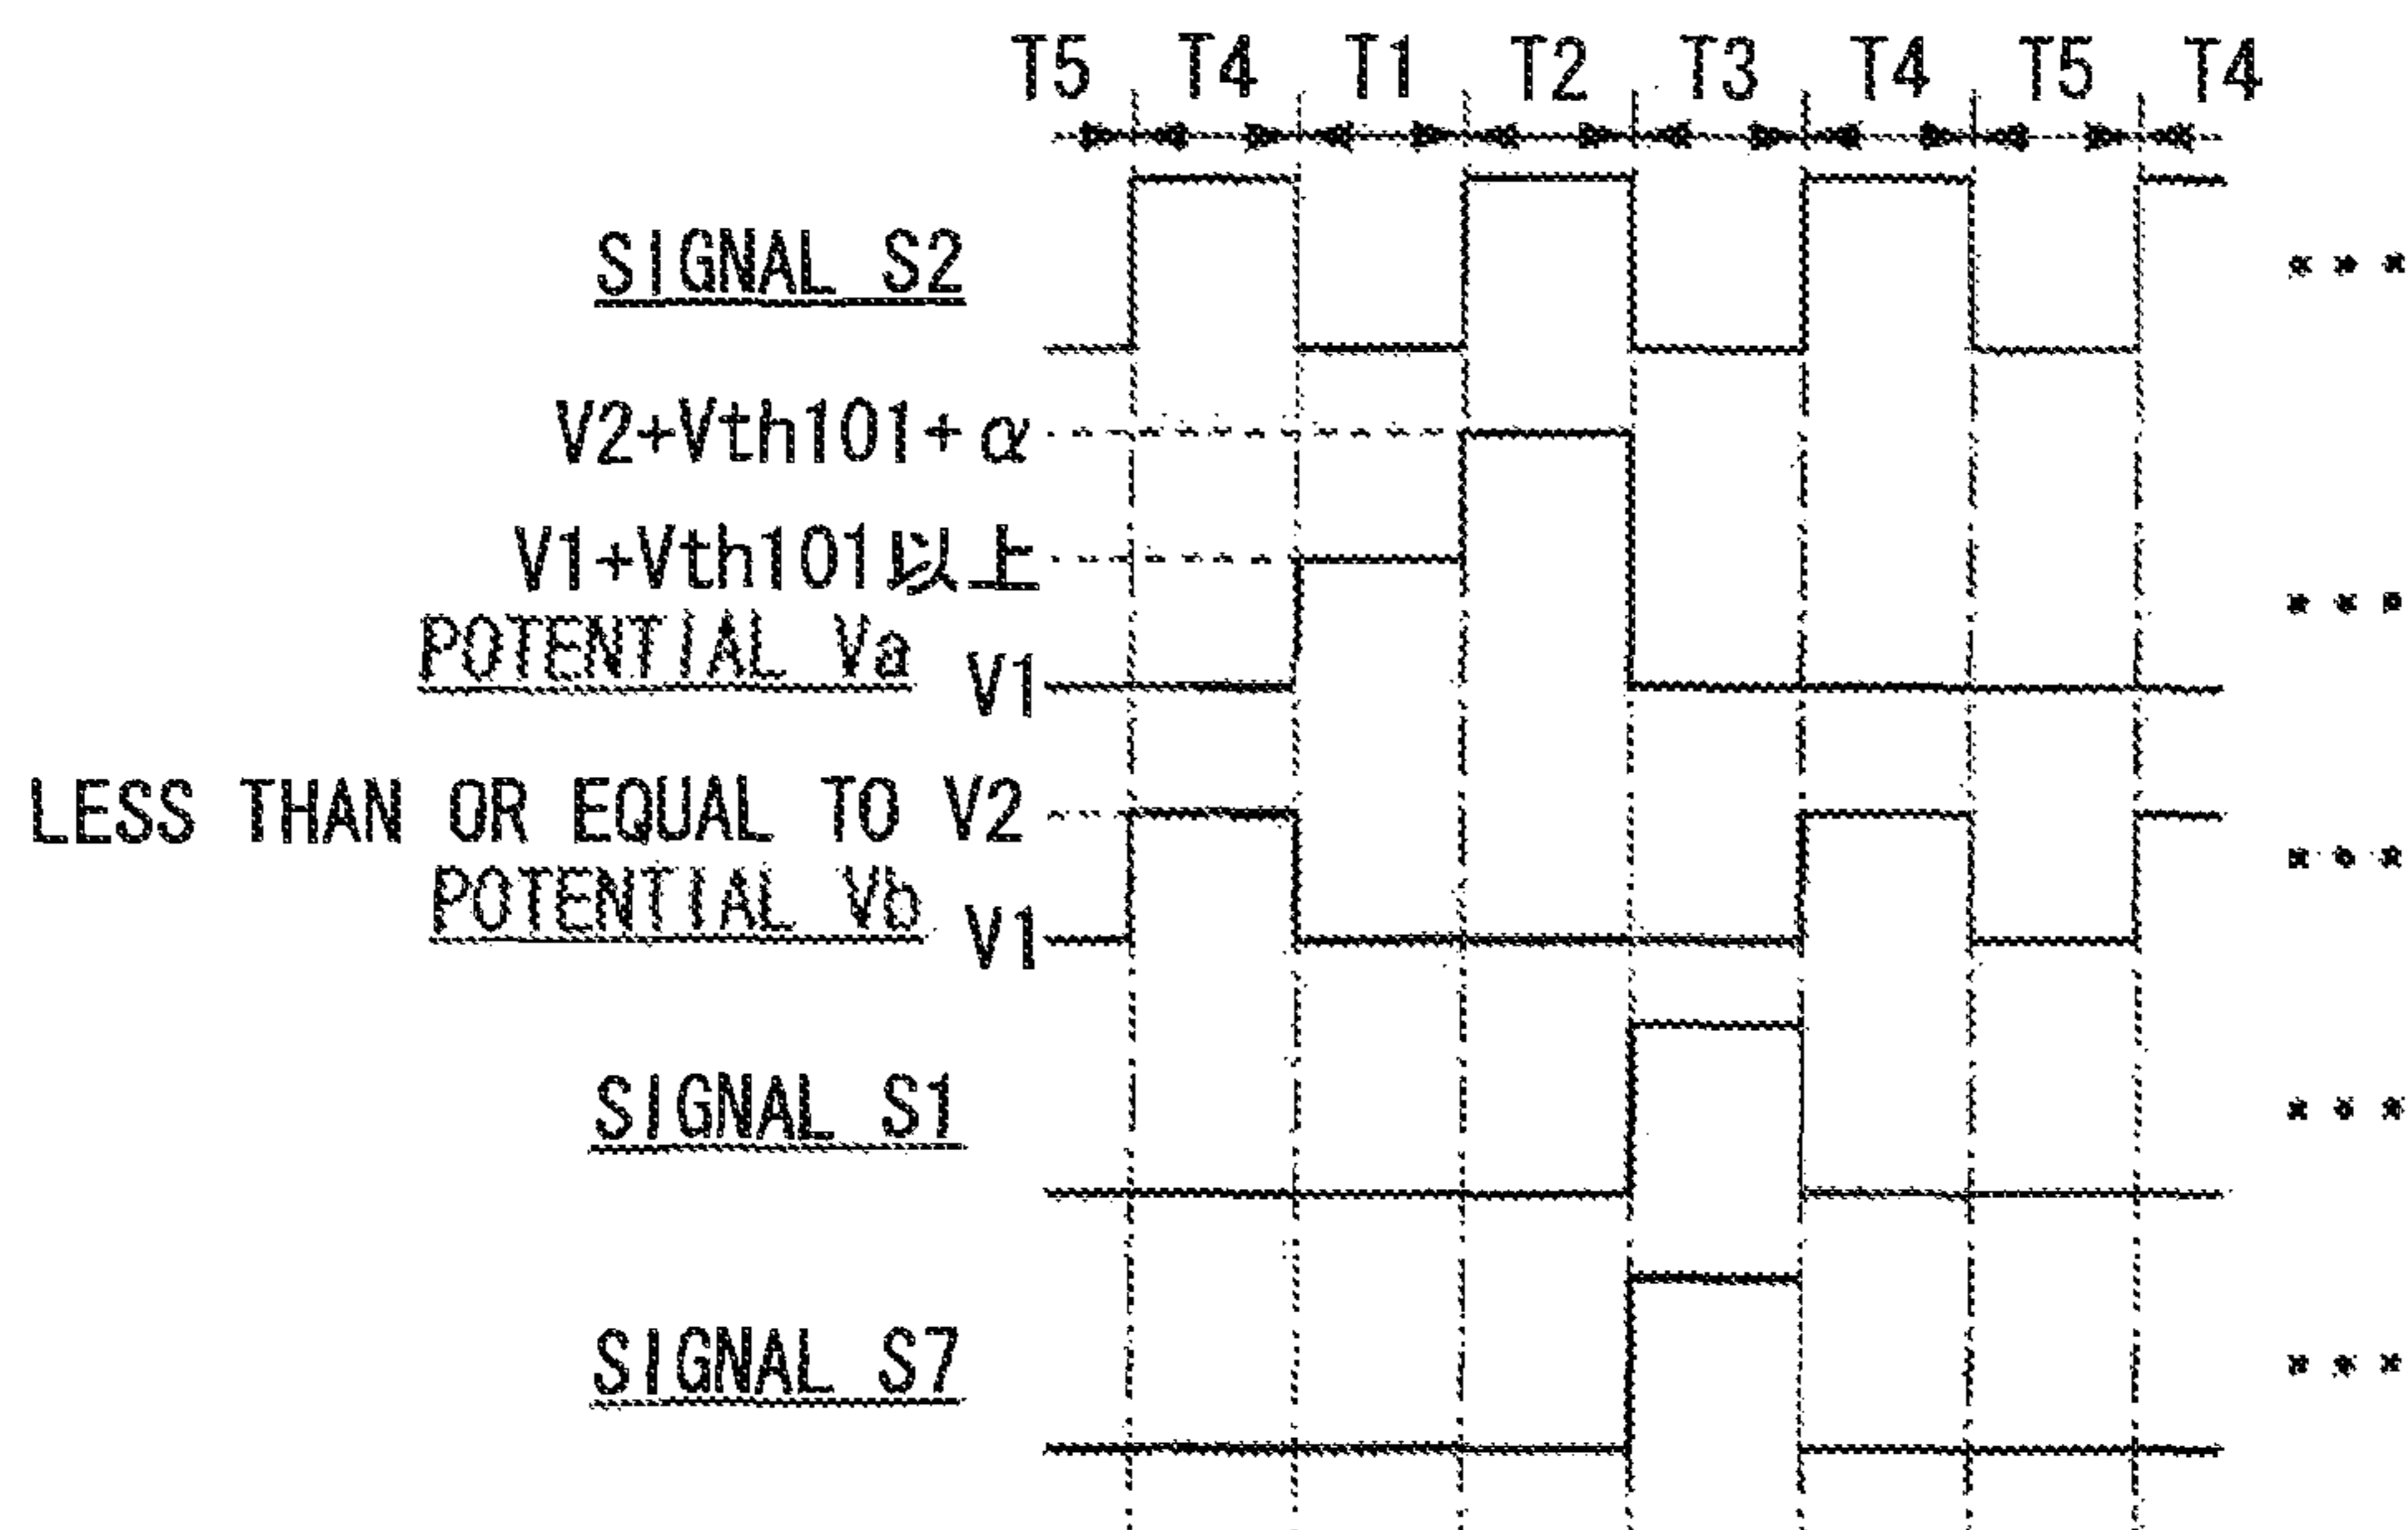 T5 T4 T1 T2 T3 T4 T5 T4
SIGNAL S2
V2+Vth101+α
V1+Vth101以上
POTENTIAL Va V1
LESS THAN OR EQUAL TO V2
POTENTIAL Vb V1
SIGNAL S1
SIGNAL S7